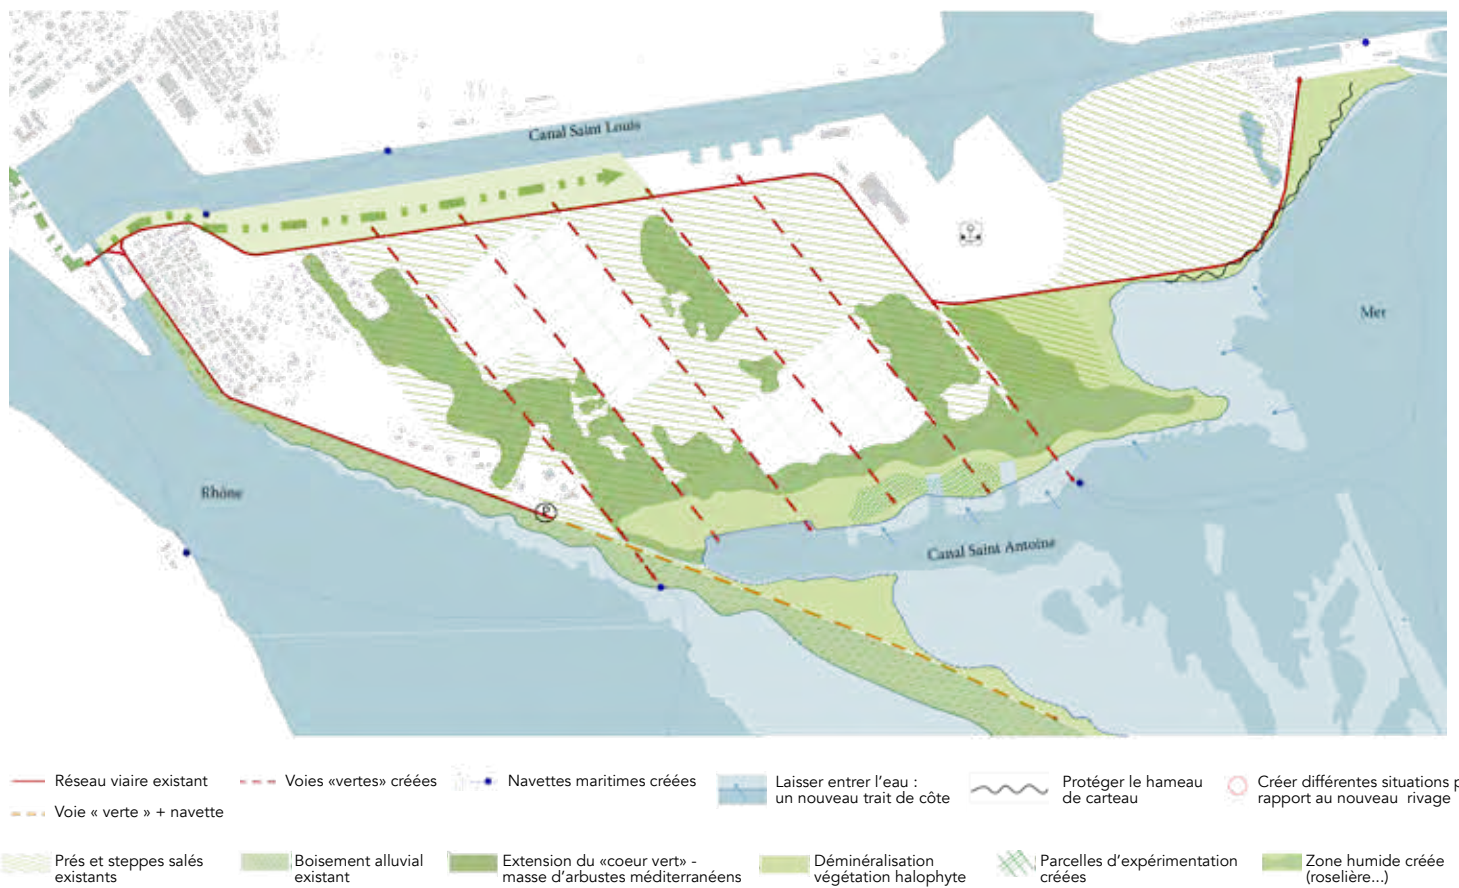 Canal Saint Louis
Mer
Rhône
P
Canal Saint Antoine
Réseau viaire existant
Voies «vertes» créées
Navettes maritimes créées
Laisser entrer l'eau :
un nouveau trait de côte
Protéger le hameau
de carteau
Créer différentes situations p
rapport au nouveau rivage
Voie « verte » + navette
Prés et steppes salés
existants
Boisement alluvial
existant
Extension du «coeur vert» -
masse d'arbustes méditerranéens
Déminéralisation
végétation halophyte
Parcelles d'expérimentation
créées
Zone humide créée
(roselière...)